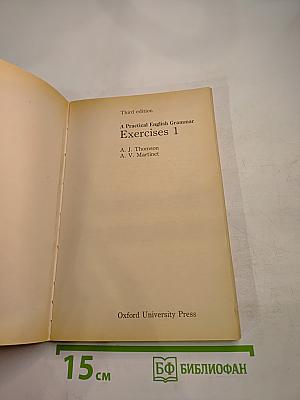 Third edition
A Practical English Grammar
Exercises 1
A. J. Thomson
A. V. Martinet
Oxford University Press
15 см
БФ БИБЛИОФАН